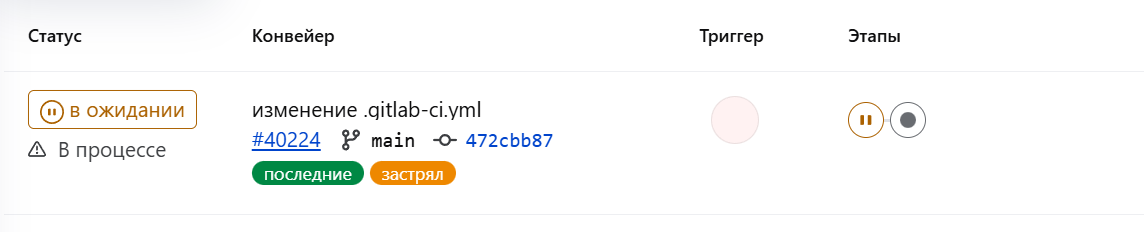 Статус Конвейер Триггер Этапы
в ожидании
В процессе
изменение .gitlab-ci.yml
#40224 main 472cbb87
последние застрял